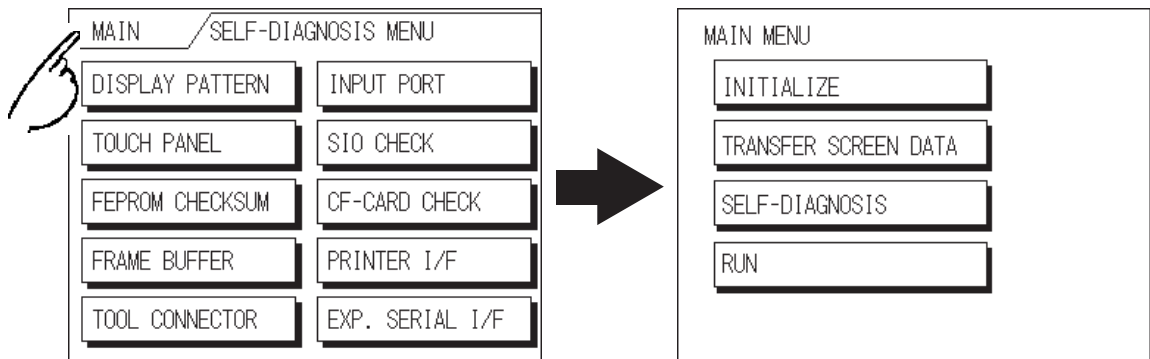 MAIN SELF-DIAGNOSIS MENU
DISPLAY PATTERN INPUT PORT
TOUCH PANEL SIO CHECK
FEPROM CHECKSUM CF-CARD CHECK
FRAME BUFFER PRINTER I/F
TOOL CONNECTOR EXP. SERIAL I/F
MAIN MENU
INITIALIZE
TRANSFER SCREEN DATA
SELF-DIAGNOSIS
RUN